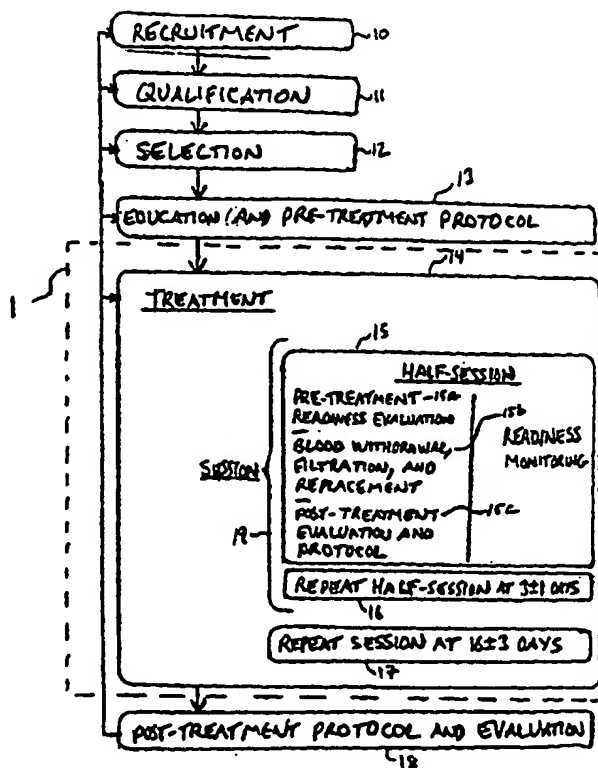 RECRUITMENT 10
QUALIFICATION 11
SELECTION 12
13
EDUCATION/AND PRE-TREATMENT PROTOCOL
14
1
TREATMENT
15
HALF-SESSION
PRE-TREATMENT 15a
READINESS EVALUATION
15b
BLOOD WITHDRAWAL,
FILTRATION, AND
REPLACEMENT
READINESS
MONITORING
SESSION
POST-TREATMENT 15c
EVALUATION AND
PROTOCOL
19
REPEAT HALF-SESSION AT 3±1 DAYS
16
REPEAT SESSION AT 16±3 DAYS
17
POST-TREATMENT PROTOCOL AND EVALUATION
18